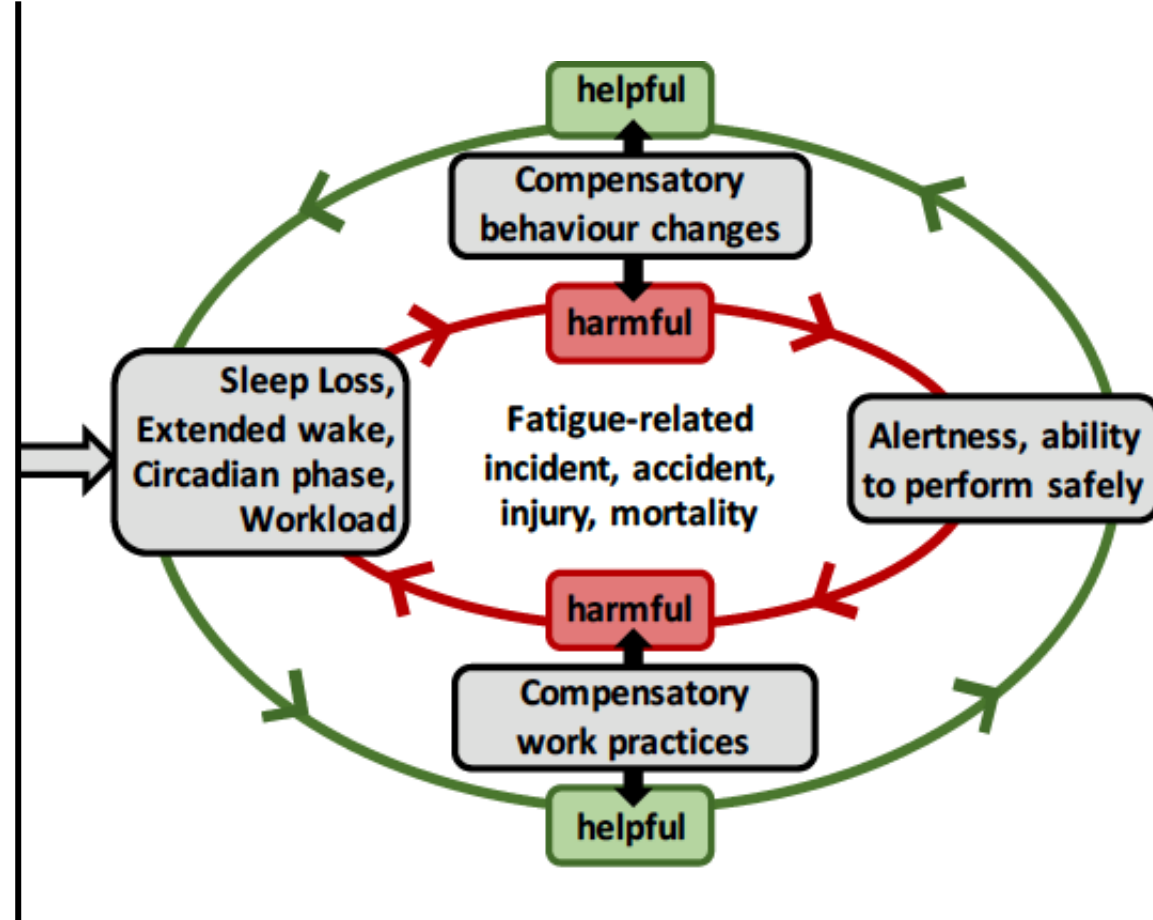 helpful
Compensatory
behaviour changes
harmful
Sleep Loss,
Extended wake,
Circadian phase,
Workload
Fatigue-related
incident, accident,
injury, mortality
Alertness, ability
to perform safely
harmful
Compensatory
work practices
helpful